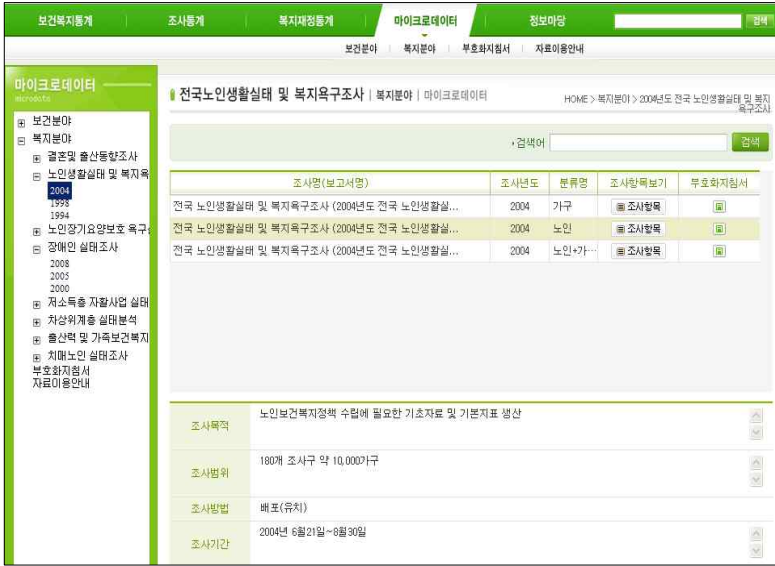 보건복지통계 조사통계 복지재정통계 마이크로데이터 정보마당 검색
보건분야 복지분야 부호화지침서 자료이용안내
마이크로데이터
microdata
보건분야
복지분야
결혼및 출산동향조사
노인생활실태 및 복지욕
2004
1998
1994
노인장기요양보호 욕구
장애인 실태조사
2008
2005
2000
저소득층 자활사업 실태
차상위계층 실태분석
출산력 및 가족보건복지
치매노인 실태조사
부호화지침서
자료이용안내
전국노인생활실태 및 복지욕구조사 | 복지분야 | 마이크로데이터
HOME > 복지분야 > 2004년도 전국 노인생활실태 및 복지
욕구조사
검색어 검색
조사명(보고서명) 조사년도 분류명 조사항목보기 부호화지침서
전국 노인생활실태 및 복지욕구조사 (2004년도 전국 노인생활실... 2004 가구 조사항목
전국 노인생활실태 및 복지욕구조사 (2004년도 전국 노인생활실... 2004 노인 조사항목
전국 노인생활실태 및 복지욕구조사 (2004년도 전국 노인생활실... 2004 노인+가... 조사항목
조사목적 노인보건복지정책 수립에 필요한 기초자료 및 기본지표 생산
조사범위 180개 조사구 약 10,000가구
조사방법 배포(유치)
조사기간 2004년 6월21일~8월30일